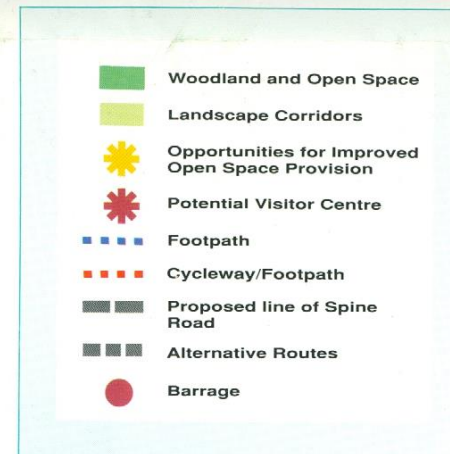 Woodland and Open Space
Landscape Corridors
Opportunities for Improved
Open Space Provision
Potential Visitor Centre
Footpath
Cycleway/Footpath
Proposed line of Spine
Road
Alternative Routes
Barrage